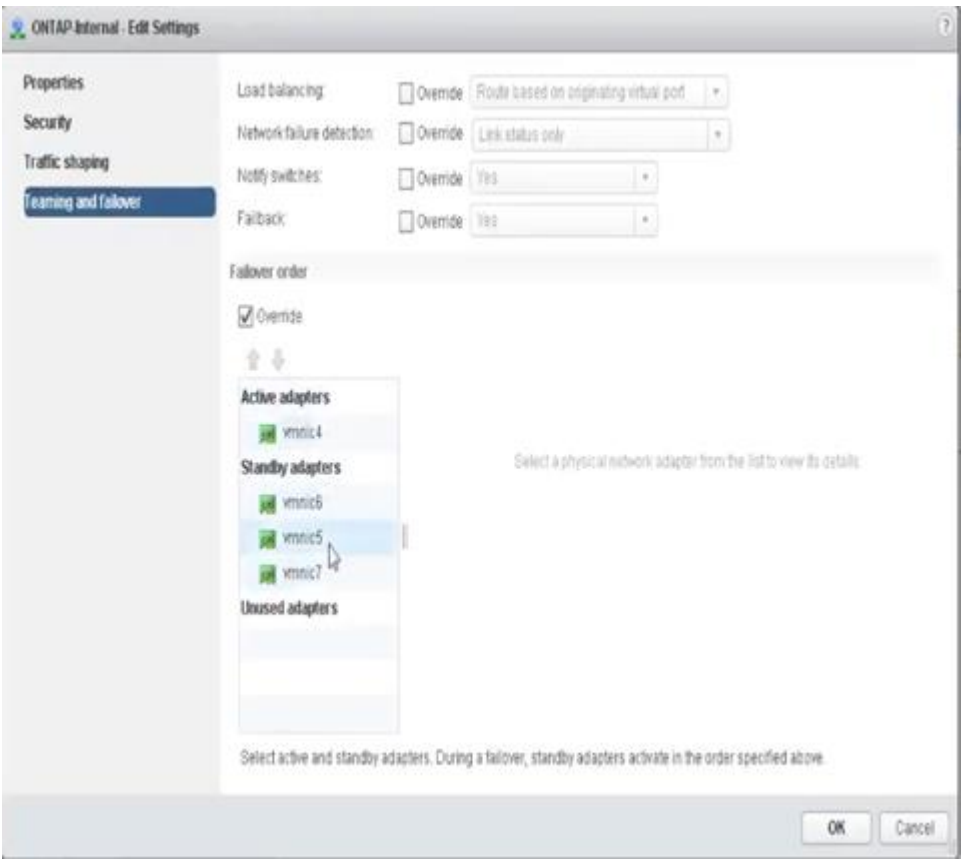 ONTAP-Internal - Edit Settings
?
Properties
Security
Traffic shaping
Teaming and failover
Load balancing: Override Route based on originating virtual port
Network failure detection: Override Link status only
Notify switches: Override Yes
Failback: Override Yes
Failover order
Override
Active adapters
vmnic4
Standby adapters
vmnic6
vmnic5
vmnic7
Unused adapters
Select a physical network adapter from the list to view its details.
Select active and standby adapters. During a failover, standby adapters activate in the order specified above.
OK Cancel